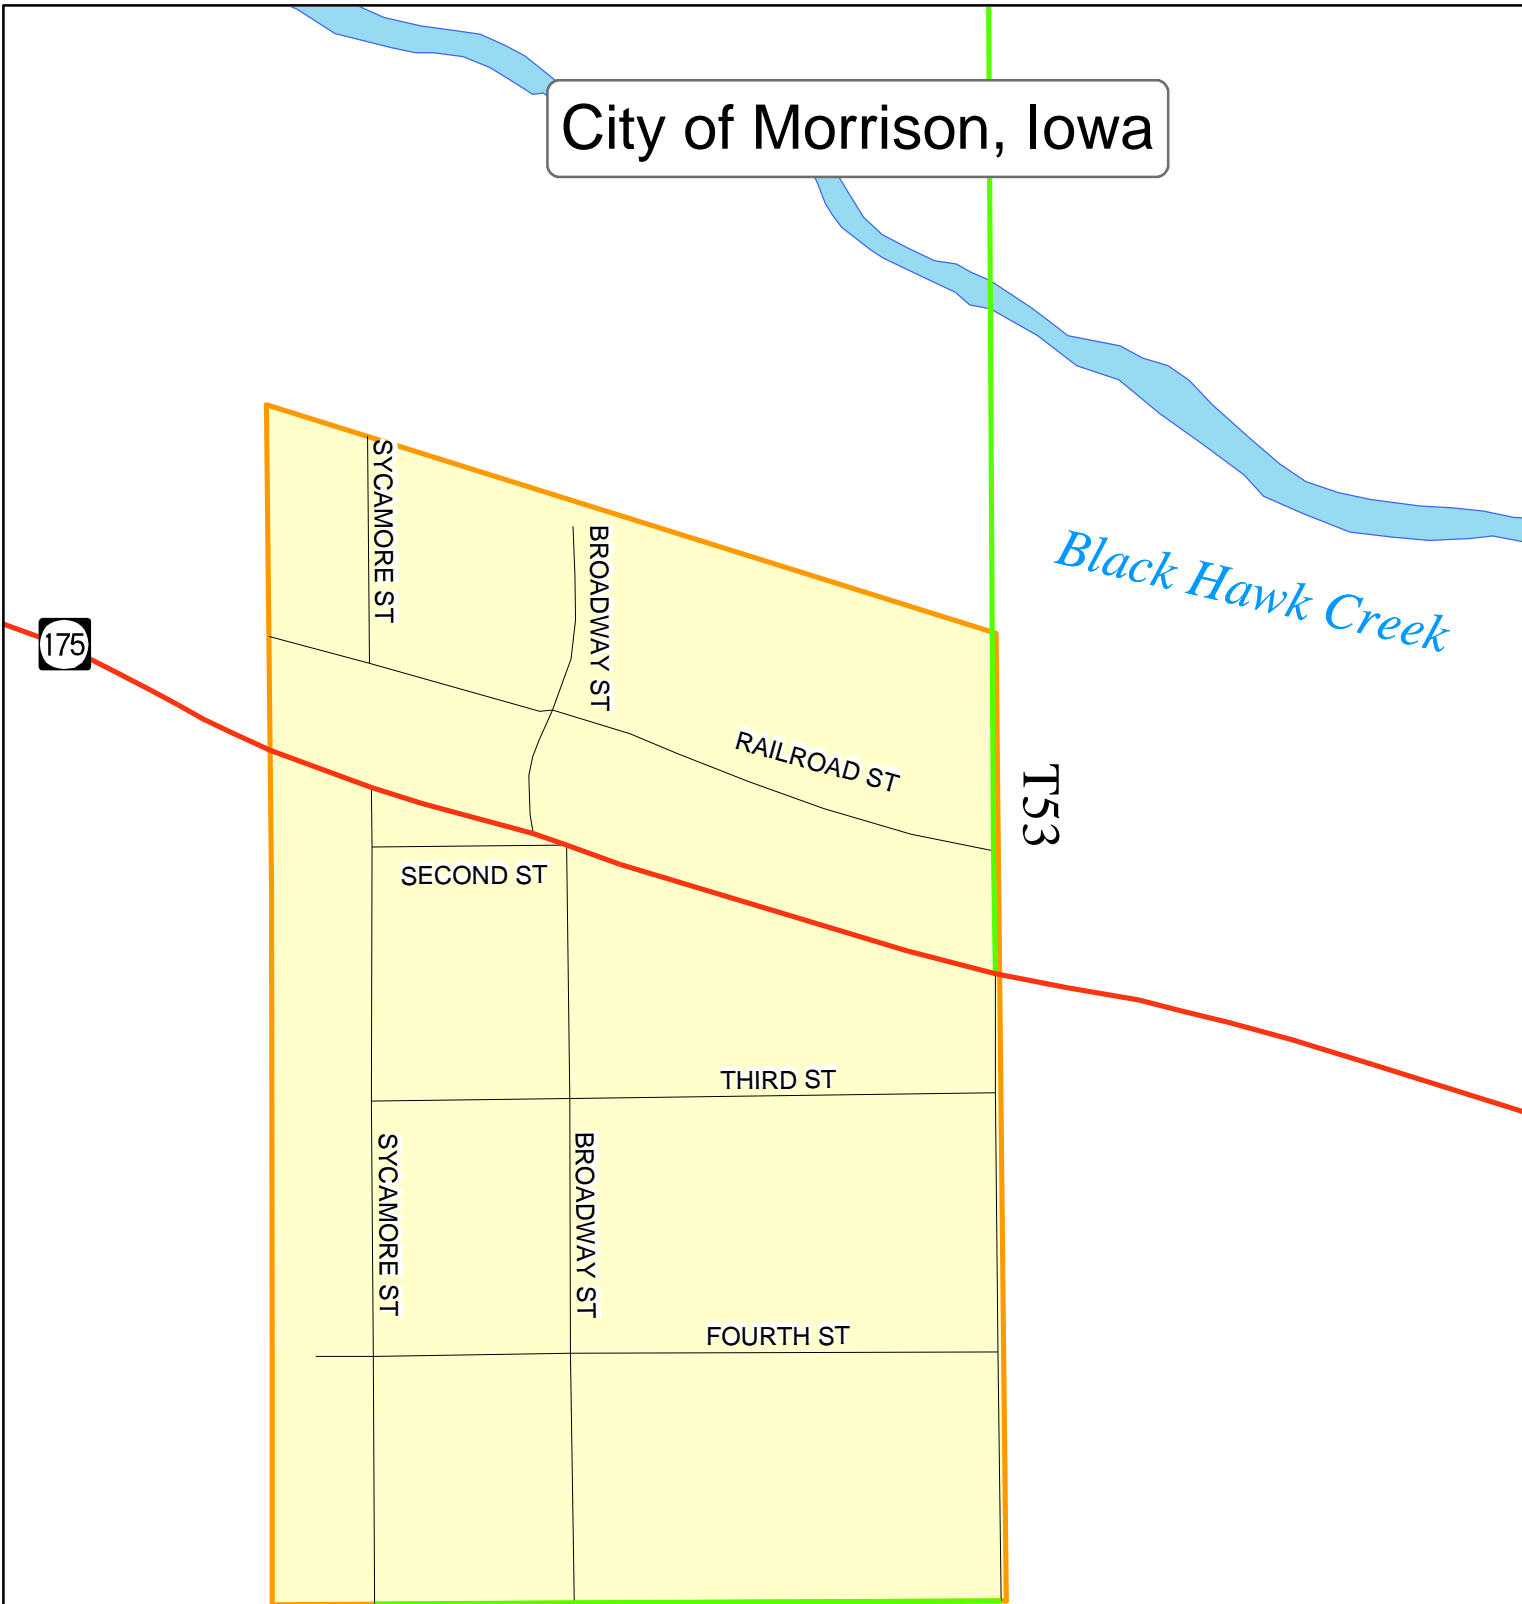 City of Morrison, Iowa
SYCAMORE ST
BROADWAY ST
Black Hawk Creek
175
RAILROAD ST
T53
SECOND ST
THIRD ST
SYCAMORE ST
BROADWAY ST
FOURTH ST